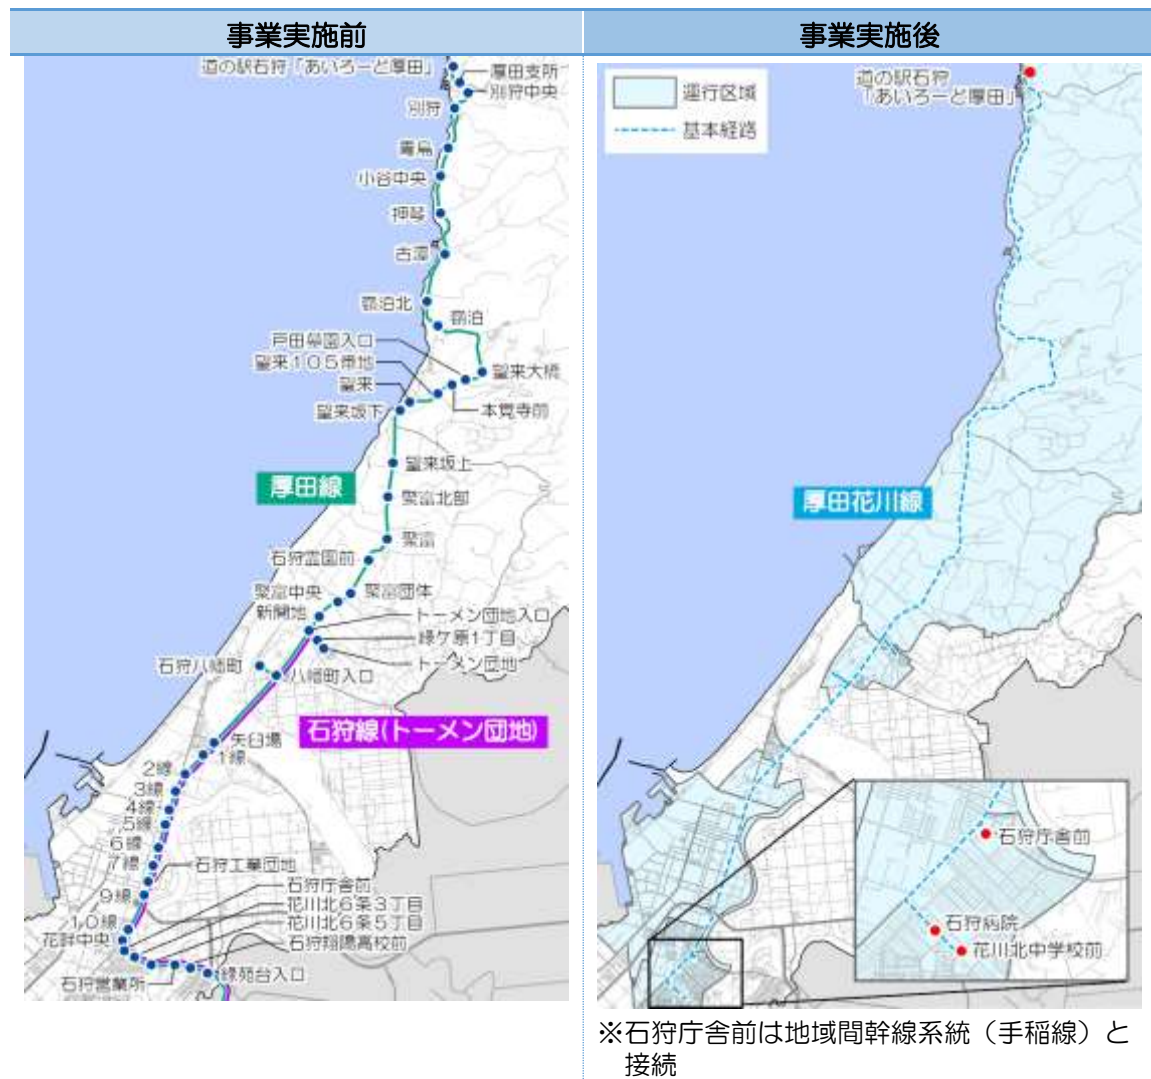 事業実施前
事業実施後
道の駅石狩「あいろーど厚田」
厚田支所
別狩中央
別狩
青島
小谷中央
押琴
古潭
嶺泊北
嶺泊
戸田墓園入口
望来105番地
望来
望来大橋
望来坂下
本覚寺前
望来坂上
厚田線
聚富北部
聚富
石狩霊園前
聚富中央
聚富団体
新開地
トーメン団地入口
緑ケ原1丁目
石狩八幡町
トーメン団地
八幡町入口
石狩線(トーメン団地)
矢臼場
1線
2線
3線
4線
5線
6線
7線
石狩工業団地
9線
石狩庁舎前
花川北6条3丁目
10線
花川北6条5丁目
花畔中央
石狩翔陽高校前
石狩営業所
緑苑台入口
運行区域
基本経路
道の駅石狩
「あいろーど厚田」
厚田花川線
石狩庁舎前
石狩病院
花川北中学校前
※石狩庁舎前は地域間幹線系統（手稲線）と
接続